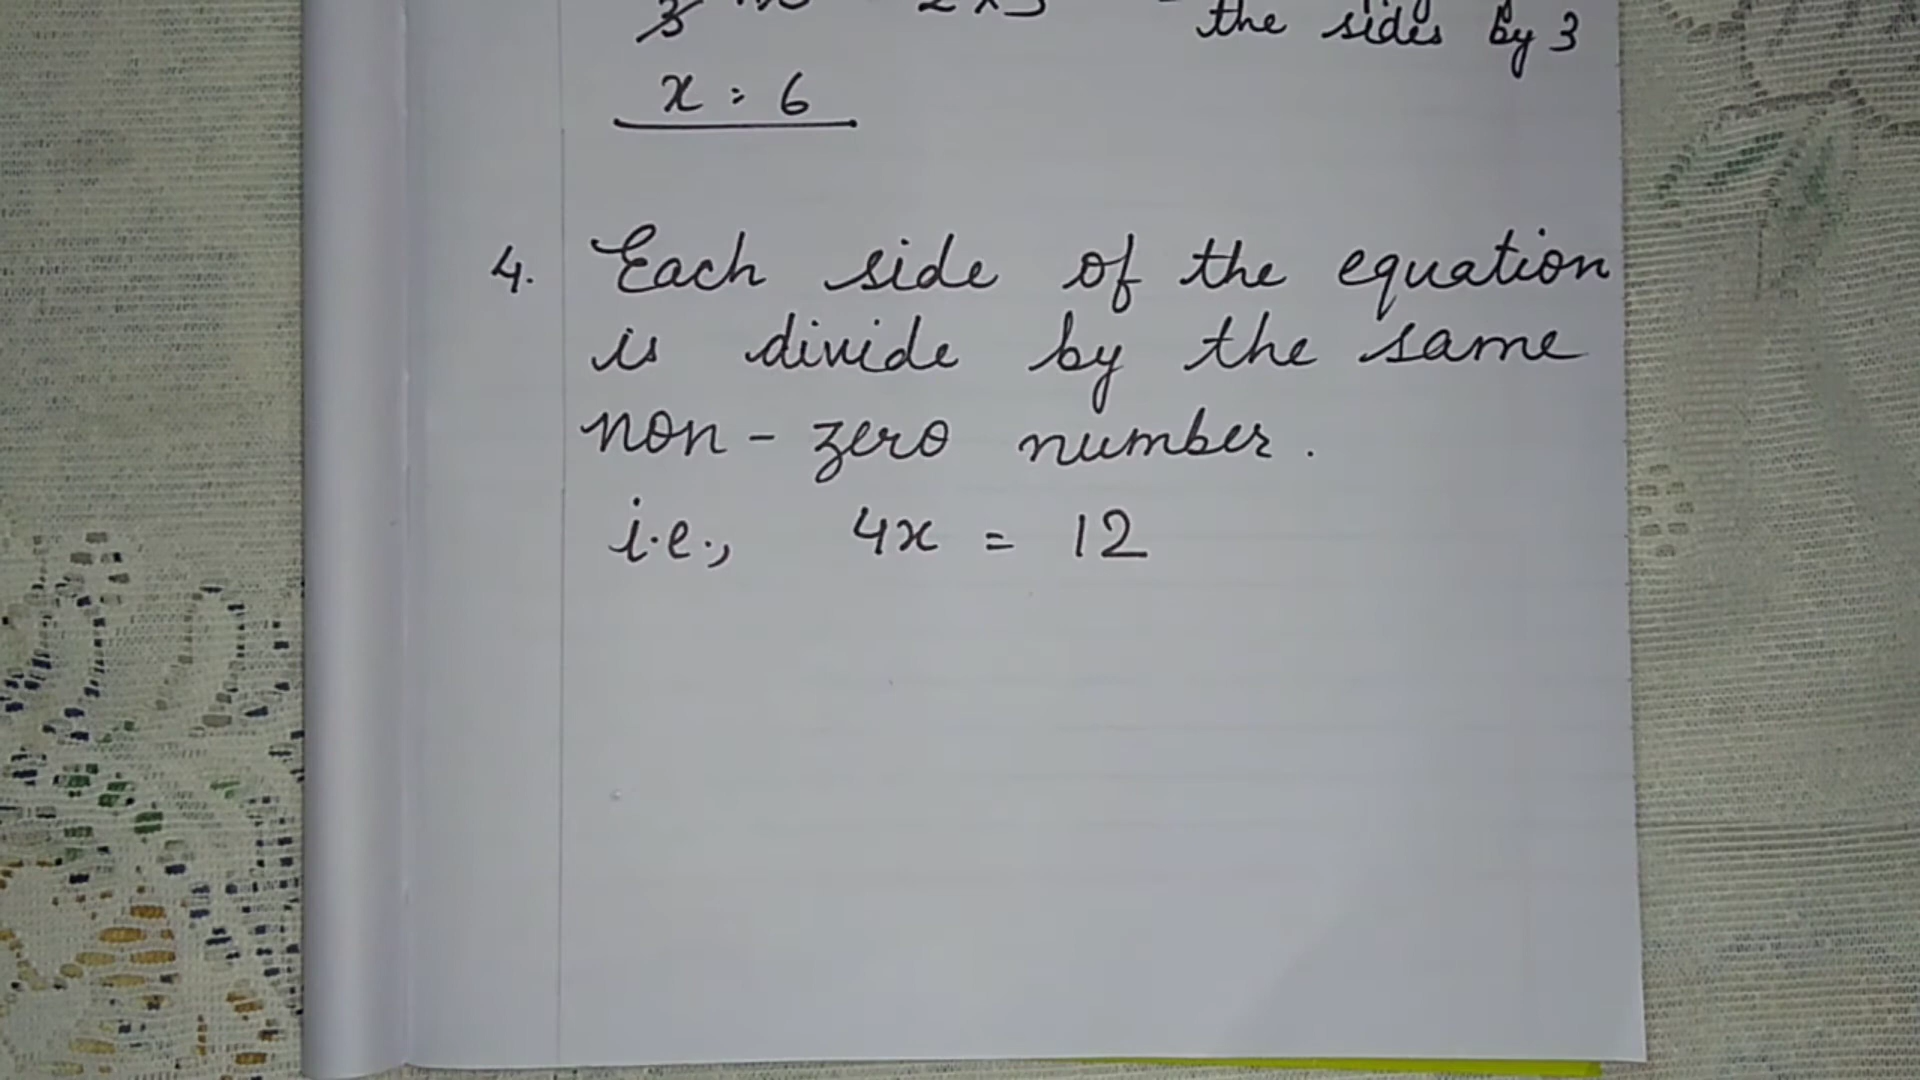 the sides by 3
x = 6
4. Each side of the equation
is divide by the same
non-zero number.
i.e., 4x = 12